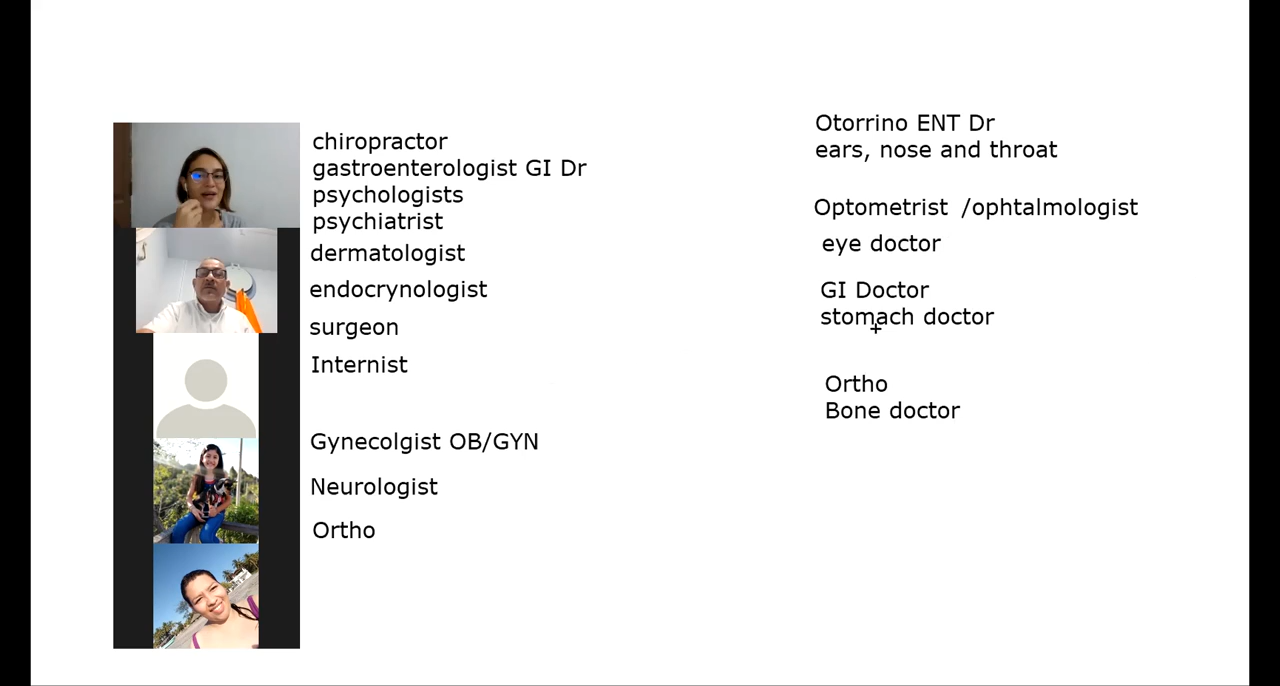 chiropractor
gastroenterologist GI Dr
psychologists
psychiatrist
dermatologist
endocrynologist
surgeon
Internist
Gynecolgist OB/GYN
Neurologist
Ortho
Otorrino ENT Dr
ears, nose and throat
Optometrist /ophtalmologist
eye doctor
GI Doctor
stomach doctor
Ortho
Bone doctor